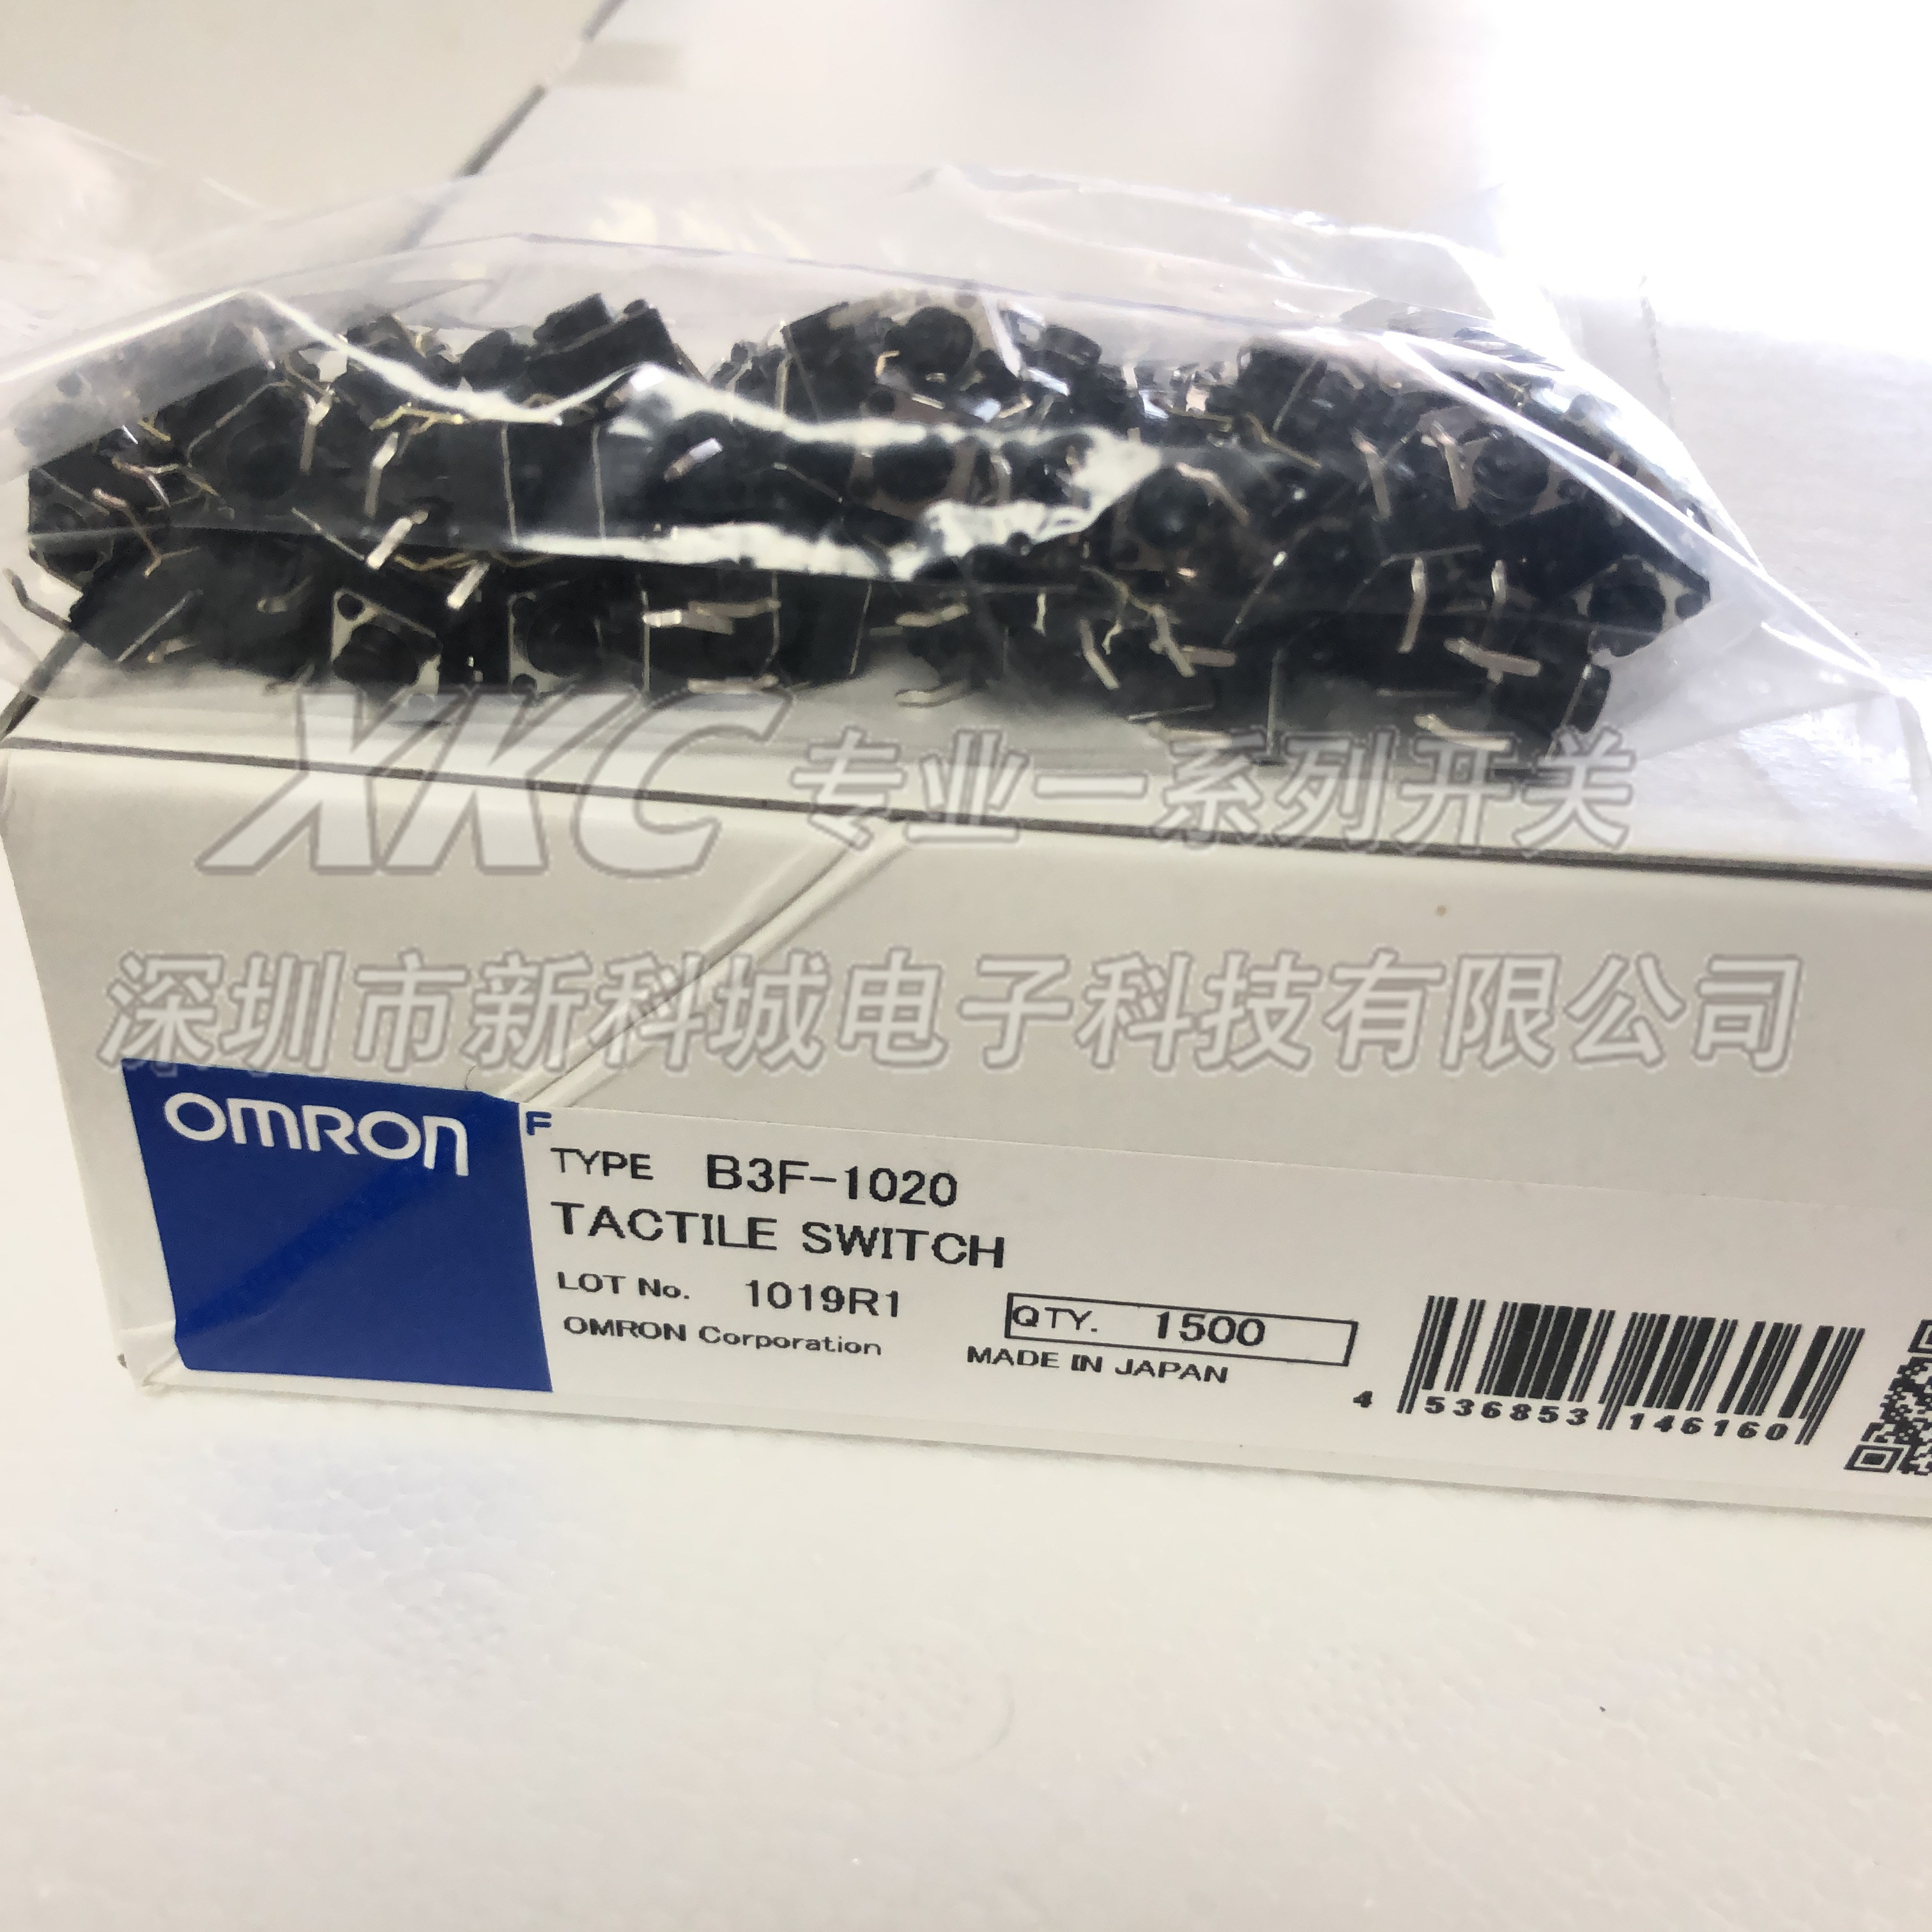 XKC 专业一系列开关
深圳市新科城电子科技有限公司
OMRON
F
TYPE B3F-1020
TACTILE SWITCH
LOT No. 1019R1
QTY. 1500
OMRON Corporation
MADE IN JAPAN
4 536853 146160